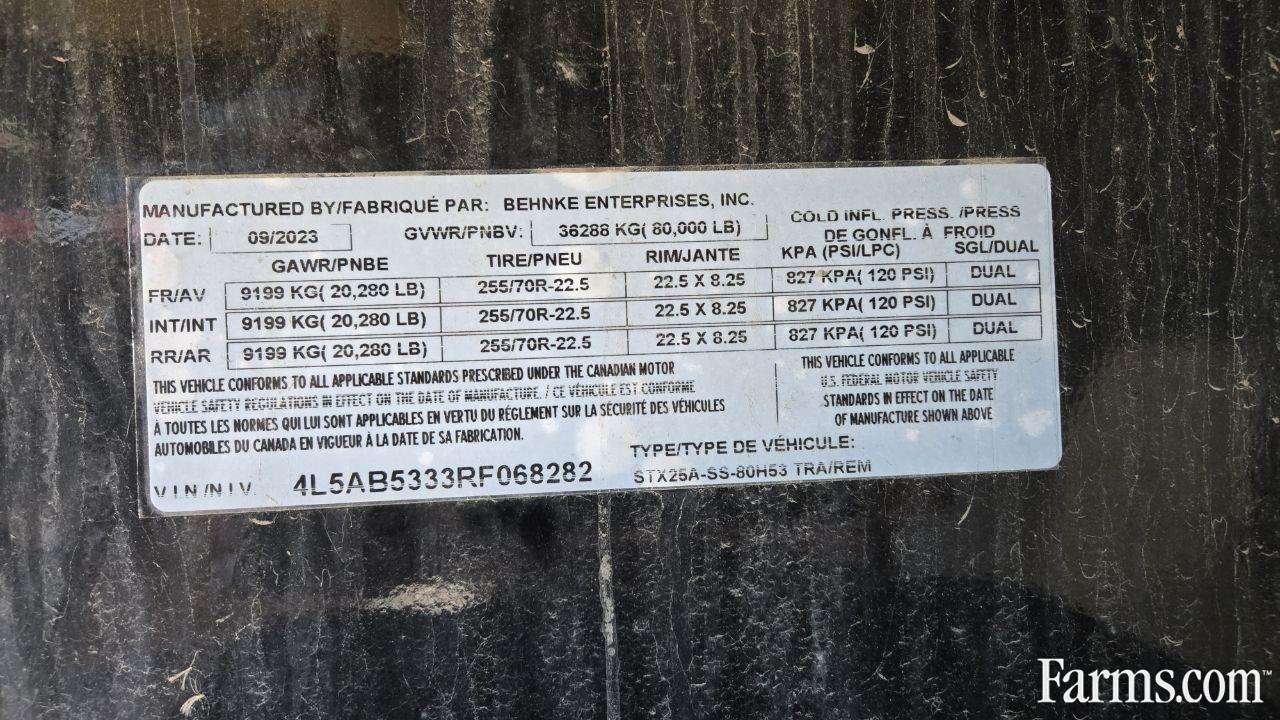 MANUFACTURED BY/FABRIQUÉ PAR: BEHNKE ENTERPRISES, INC.
DATE: 09/2023 GVWR/PNBV: 36288 KG( 80,000 LB)
COLD INFL. PRESS. /PRESS
DE GONFL. À FROID
GAWR/PNBE TIRE/PNEU RIM/JANTE KPA (PSI/LPC) SGL/DUAL
FR/AV 9199 KG( 20,280 LB) 255/70R-22.5 22.5 X 8.25 827 KPA( 120 PSI) DUAL
INT/INT 9199 KG( 20,280 LB) 255/70R-22.5 22.5 X 8.25 827 KPA( 120 PSI) DUAL
RR/AR 9199 KG( 20,280 LB) 255/70R-22.5 22.5 X 8.25 827 KPA( 120 PSI) DUAL
THIS VEHICLE CONFORMS TO ALL APPLICABLE STANDARDS PRESCRIBED UNDER THE CANADIAN MOTOR
VEHICLE SAFETY REGULATIONS IN EFFECT ON THE DATE OF MANUFACTURE. / CE VÉHICULE EST CONFORME
À TOUTES LES NORMES QUI LUI SONT APPLICABLES EN VERTU DU RÉGLEMENT SUR LA SÉCURITÉ DES VÉHICULES
AUTOMOBILES DU CANADA EN VIGUEUR À LA DATE DE SA FABRICATION.
THIS VEHICLE CONFORMS TO ALL APPLICABLE
U.S. FEDERAL MOTOR VEHICLE SAFETY
STANDARDS IN EFFECT ON THE DATE
OF MANUFACTURE SHOWN ABOVE
V.I.N./N.I.V. 4L5AB5333RF068282
TYPE/TYPE DE VÉHICULE:
STX25A-SS-80H53 TRA/REM
Farms.com™